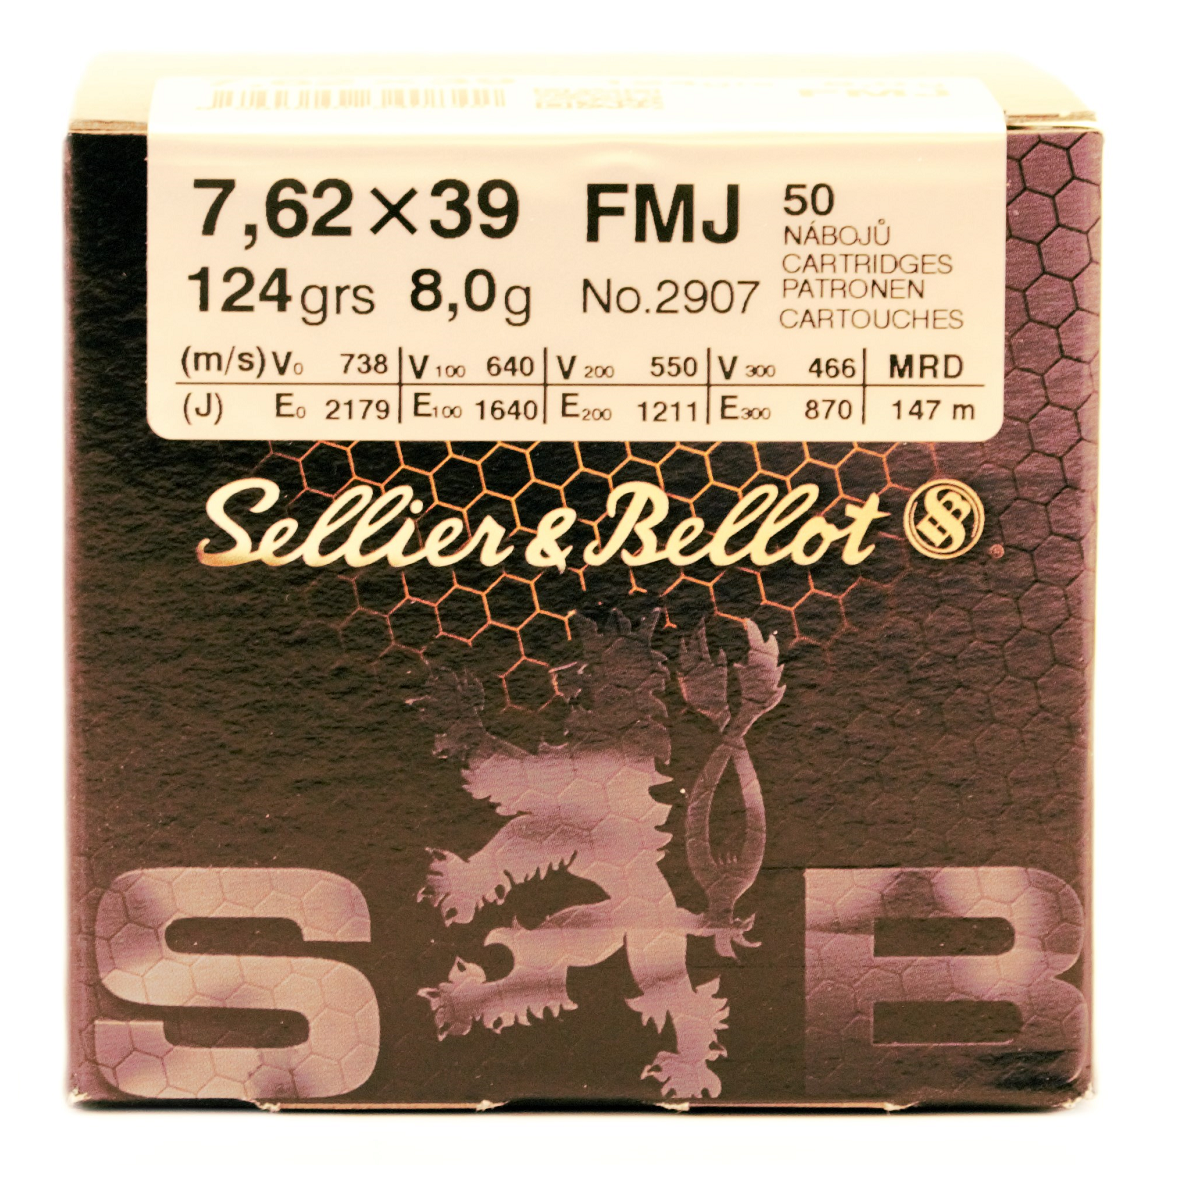 7,62×39 FMJ 50
NÁBOJŮ
CARTRIDGES
124grs 8,0g No.2907 PATRONEN
CARTOUCHES
(m/s) V0 738 V100 640 V200 550 V300 466 MRD
(J) E0 2179 E100 1640 E200 1211 E300 870 147 m
Sellier & Bellot SB ®
S B